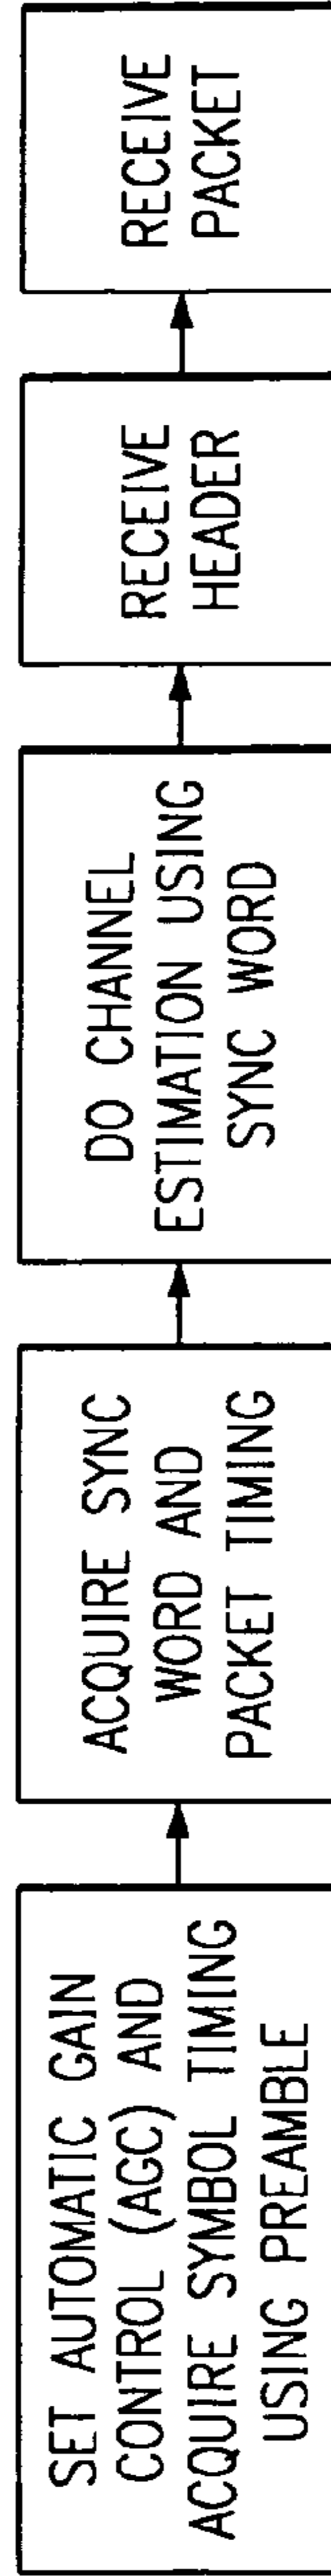 SET AUTOMATIC GAIN
CONTROL (AGC) AND
ACQUIRE SYMBOL TIMING
USING PREAMBLE
ACQUIRE SYNC
WORD AND
PACKET TIMING
DO CHANNEL
ESTIMATION USING
SYNC WORD
RECEIVE
HEADER
RECEIVE
PACKET